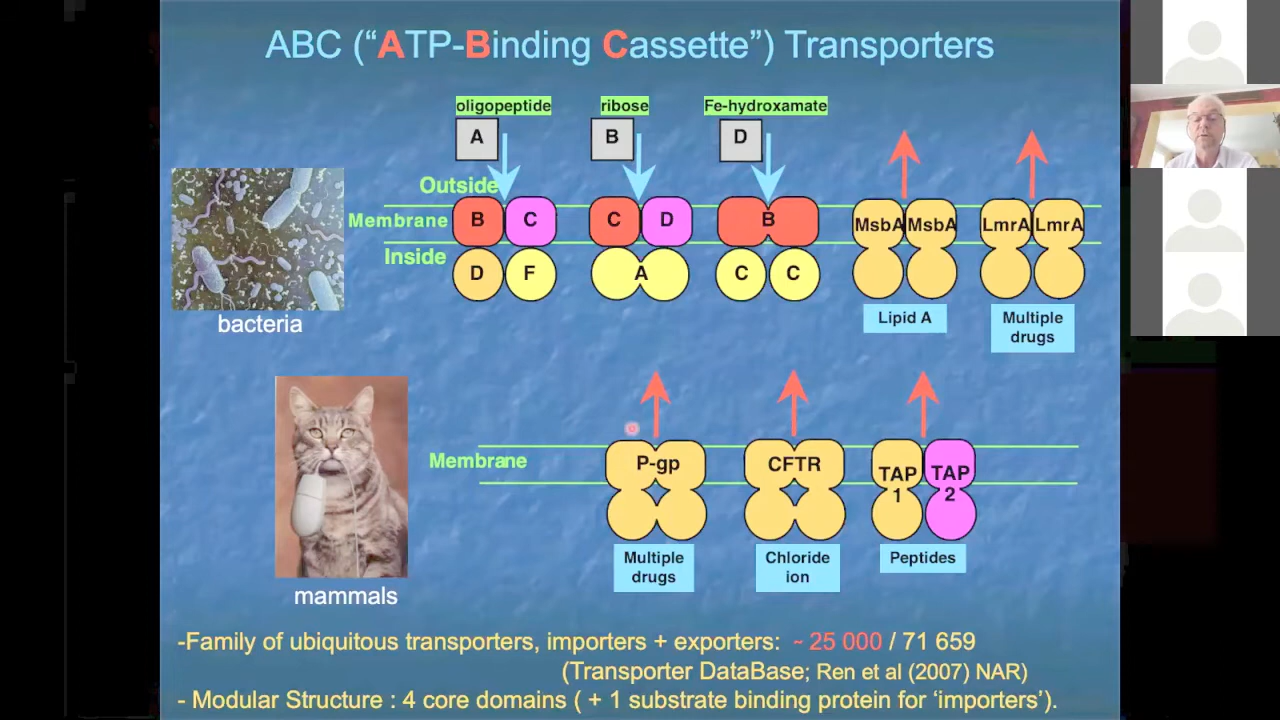 ABC (“ATP-Binding Cassette”) Transporters
oligopeptide
ribose
Fe-hydroxamate
A
B
D
Outside
Membrane
B
C
C
D
B
MsbA
MsbA
LmrA
LmrA
Inside
D
F
A
C
C
Lipid A
Multiple
drugs
bacteria
Membrane
P-gp
CFTR
TAP
1
TAP
2
Multiple
drugs
Chloride
ion
Peptides
mammals
-Family of ubiquitous transporters, importers + exporters: ~ 25 000 / 71 659
(Transporter DataBase; Ren et al (2007) NAR)
- Modular Structure : 4 core domains ( + 1 substrate binding protein for ‘importers’).